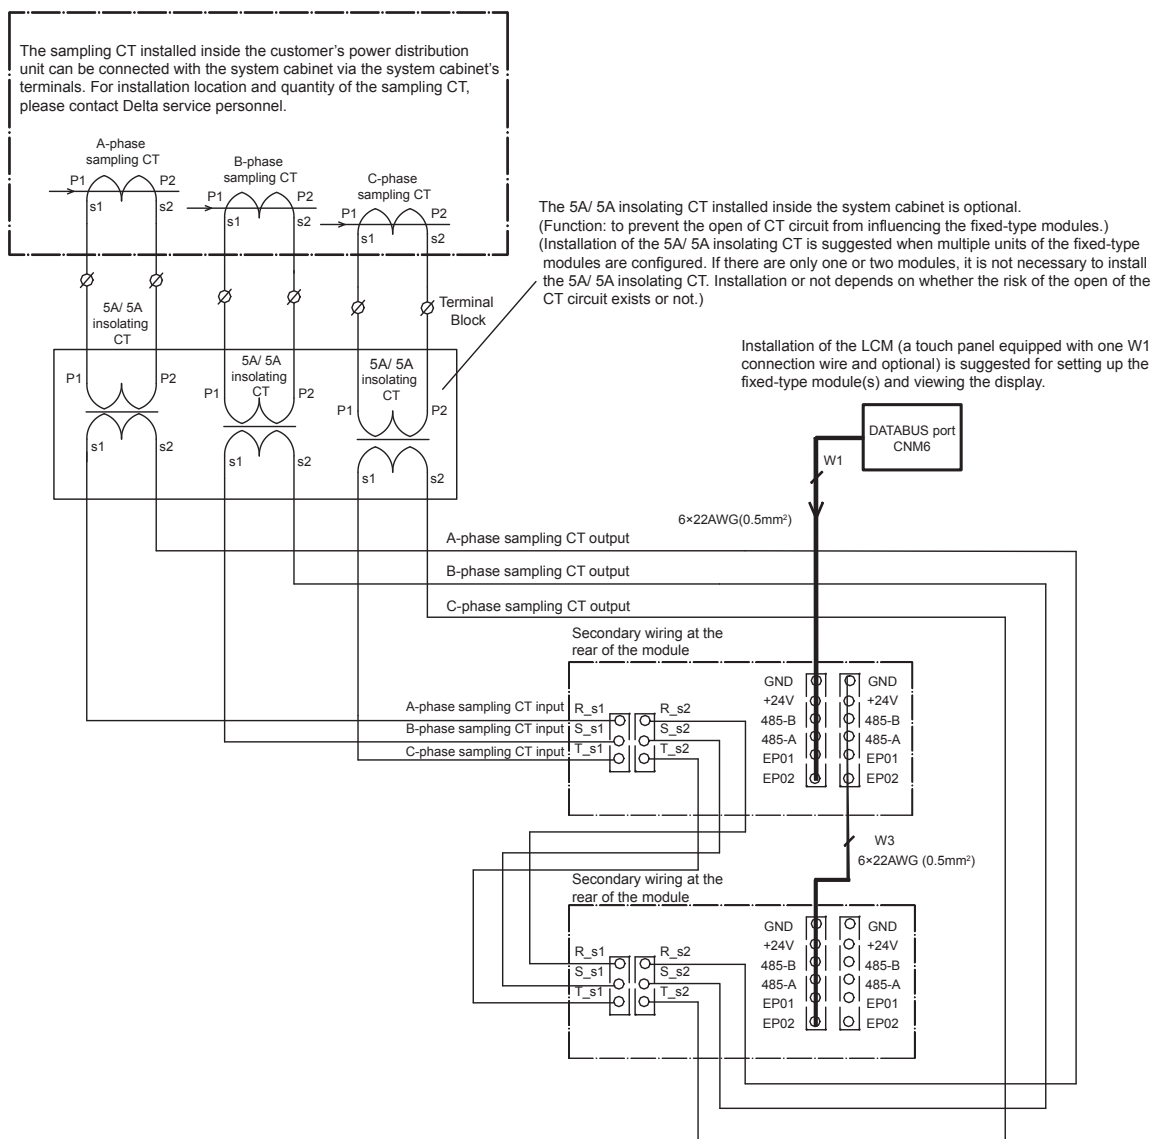 The sampling CT installed inside the customer’s power distribution
unit can be connected with the system cabinet via the system cabinet’s
terminals. For installation location and quantity of the sampling CT,
please contact Delta service personnel.
A-phase
sampling CT
P1
P2
s1
s2
B-phase
sampling CT
P1
P2
s1
s2
C-phase
sampling CT
P1
P2
s1
s2
The 5A/ 5A insolating CT installed inside the system cabinet is optional.
(Function: to prevent the open of CT circuit from influencing the fixed-type modules.)
(Installation of the 5A/ 5A insolating CT is suggested when multiple units of the fixed-type
modules are configured. If there are only one or two modules, it is not necessary to install
the 5A/ 5A insolating CT. Installation or not depends on whether the risk of the open of the
CT circuit exists or not.)
Terminal
Block
5A/ 5A
insolating
CT
P1
P2
s1
s2
5A/ 5A
insolating
CT
P1
P2
s1
s2
5A/ 5A
insolating
CT
P1
P2
s1
s2
Installation of the LCM (a touch panel equipped with one W1
connection wire and optional) is suggested for setting up the
fixed-type module(s) and viewing the display.
DATABUS port
CNM6
W1
6×22AWG(0.5mm²)
A-phase sampling CT output
B-phase sampling CT output
C-phase sampling CT output
Secondary wiring at the
rear of the module
A-phase sampling CT input
B-phase sampling CT input
C-phase sampling CT input
R_s1
S_s1
T_s1
R_s2
S_s2
T_s2
GND
+24V
485-B
485-A
EP01
EP02
GND
+24V
485-B
485-A
EP01
EP02
W3
6×22AWG (0.5mm²)
Secondary wiring at the
rear of the module
R_s1
S_s1
T_s1
R_s2
S_s2
T_s2
GND
+24V
485-B
485-A
EP01
EP02
GND
+24V
485-B
485-A
EP01
EP02